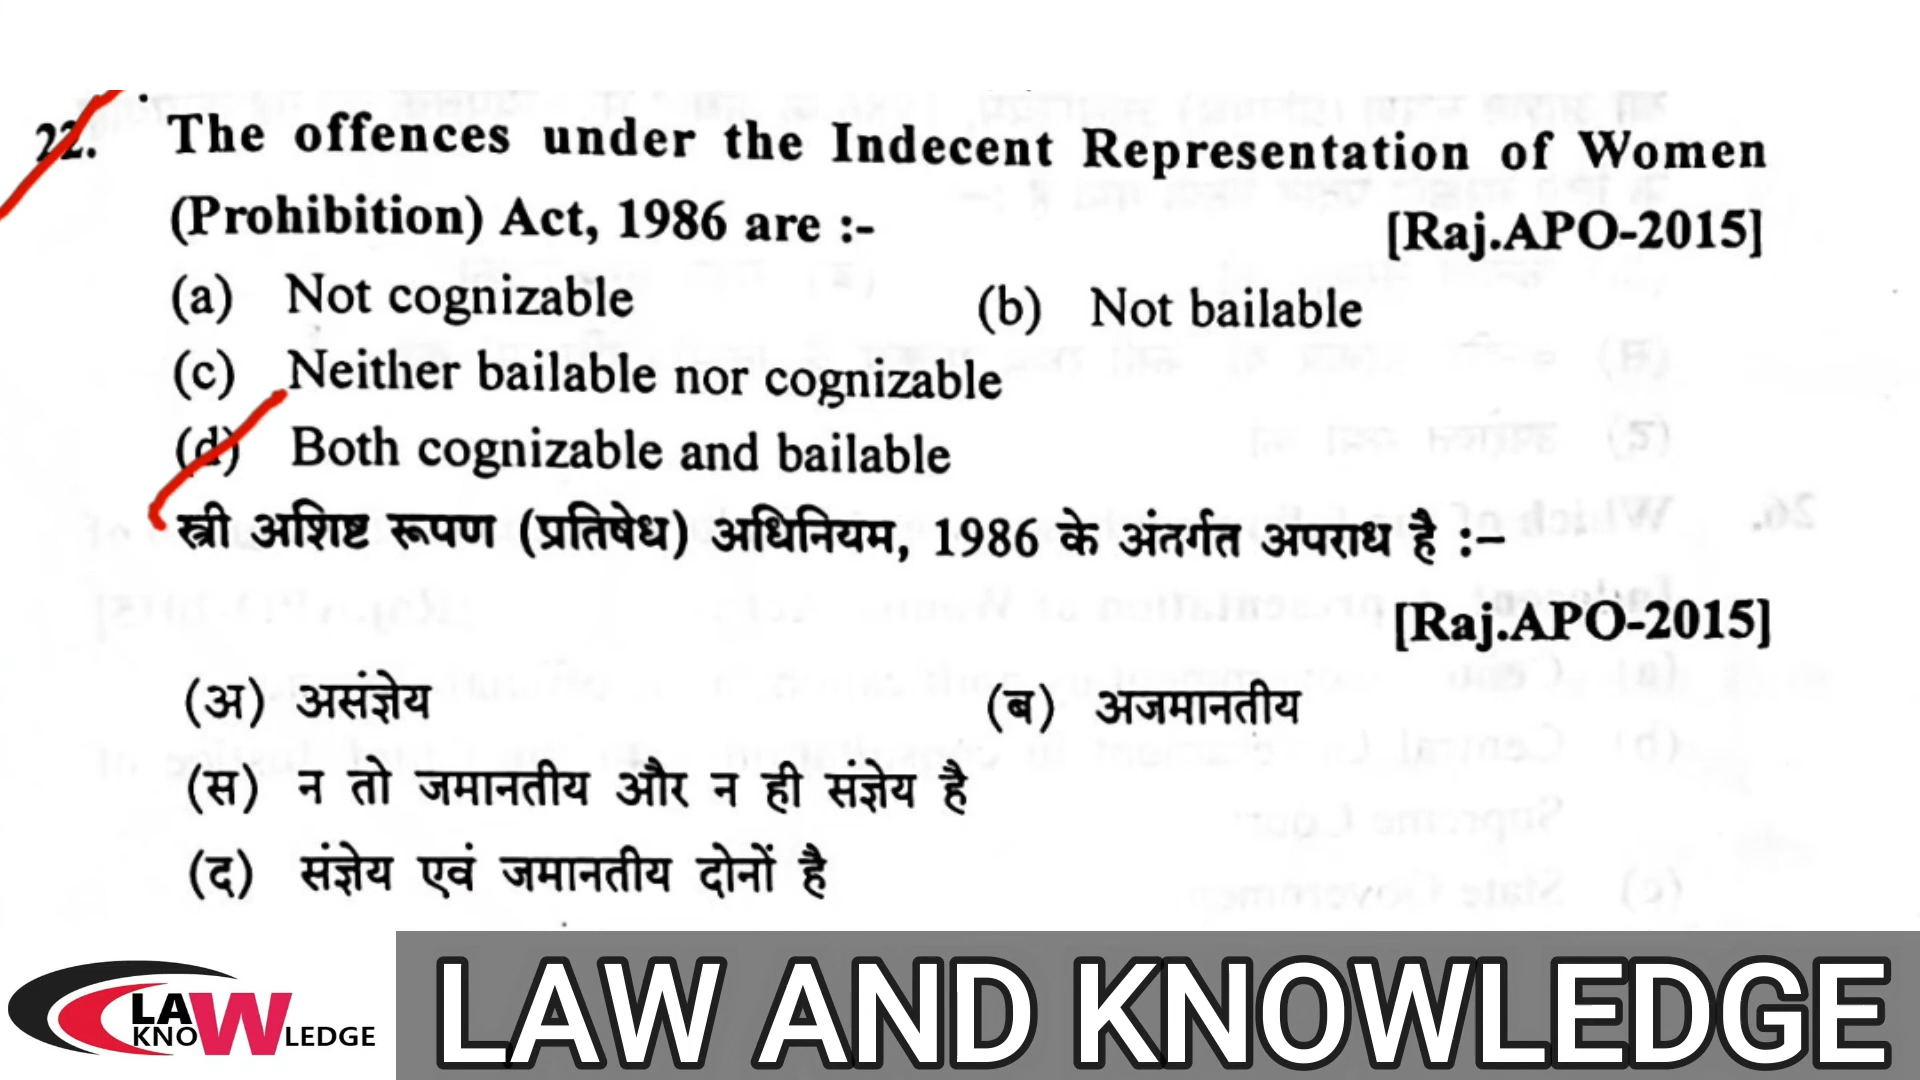 22. The offences under the Indecent Representation of Women
(Prohibition) Act, 1986 are :- [Raj.APO-2015]
(a) Not cognizable (b) Not bailable
(c) Neither bailable nor cognizable
(d) Both cognizable and bailable
स्त्री अशिष्ट रूपण (प्रतिषेध) अधिनियम, 1986 के अंतर्गत अपराध है :–
[Raj.APO-2015]
(अ) असंज्ञेय (ब) अजमानतीय
(स) न तो जमानतीय और न ही संज्ञेय है
(द) संज्ञेय एवं जमानतीय दोनों है
LAW
KNOWLEDGE
LAW AND KNOWLEDGE